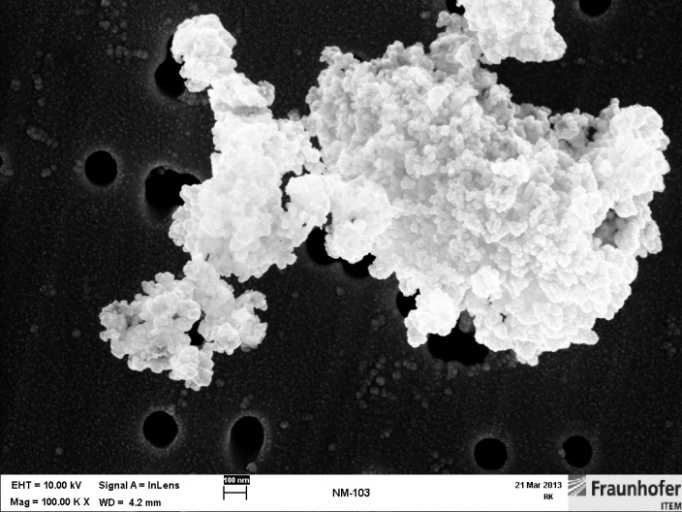 EHT = 10.00 kV
Signal A = InLens
Mag = 100.00 K X
WD = 4.2 mm
100 nm
NM-103
21 Mar 2013
RK
Fraunhofer
ITEM